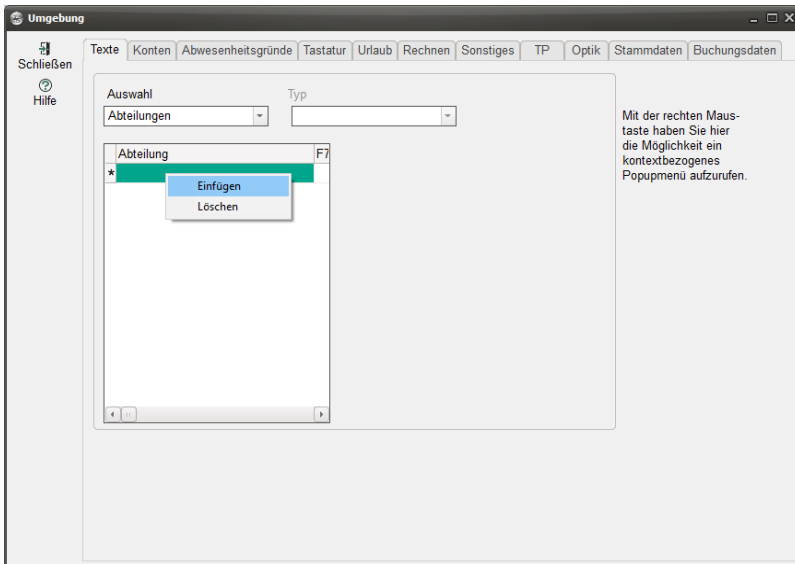 Umgebung
Schließen
Hilfe
Texte Konten Abwesenheitsgründe Tastatur Urlaub Rechnen Sonstiges TP Optik Stammdaten Buchungsdaten
Auswahl Typ
Abteilungen
Abteilung F7
*
Einfügen
Löschen
Mit der rechten Maus-
taste haben Sie hier
die Möglichkeit ein
kontextbezogenes
Popupmenü aufzurufen.